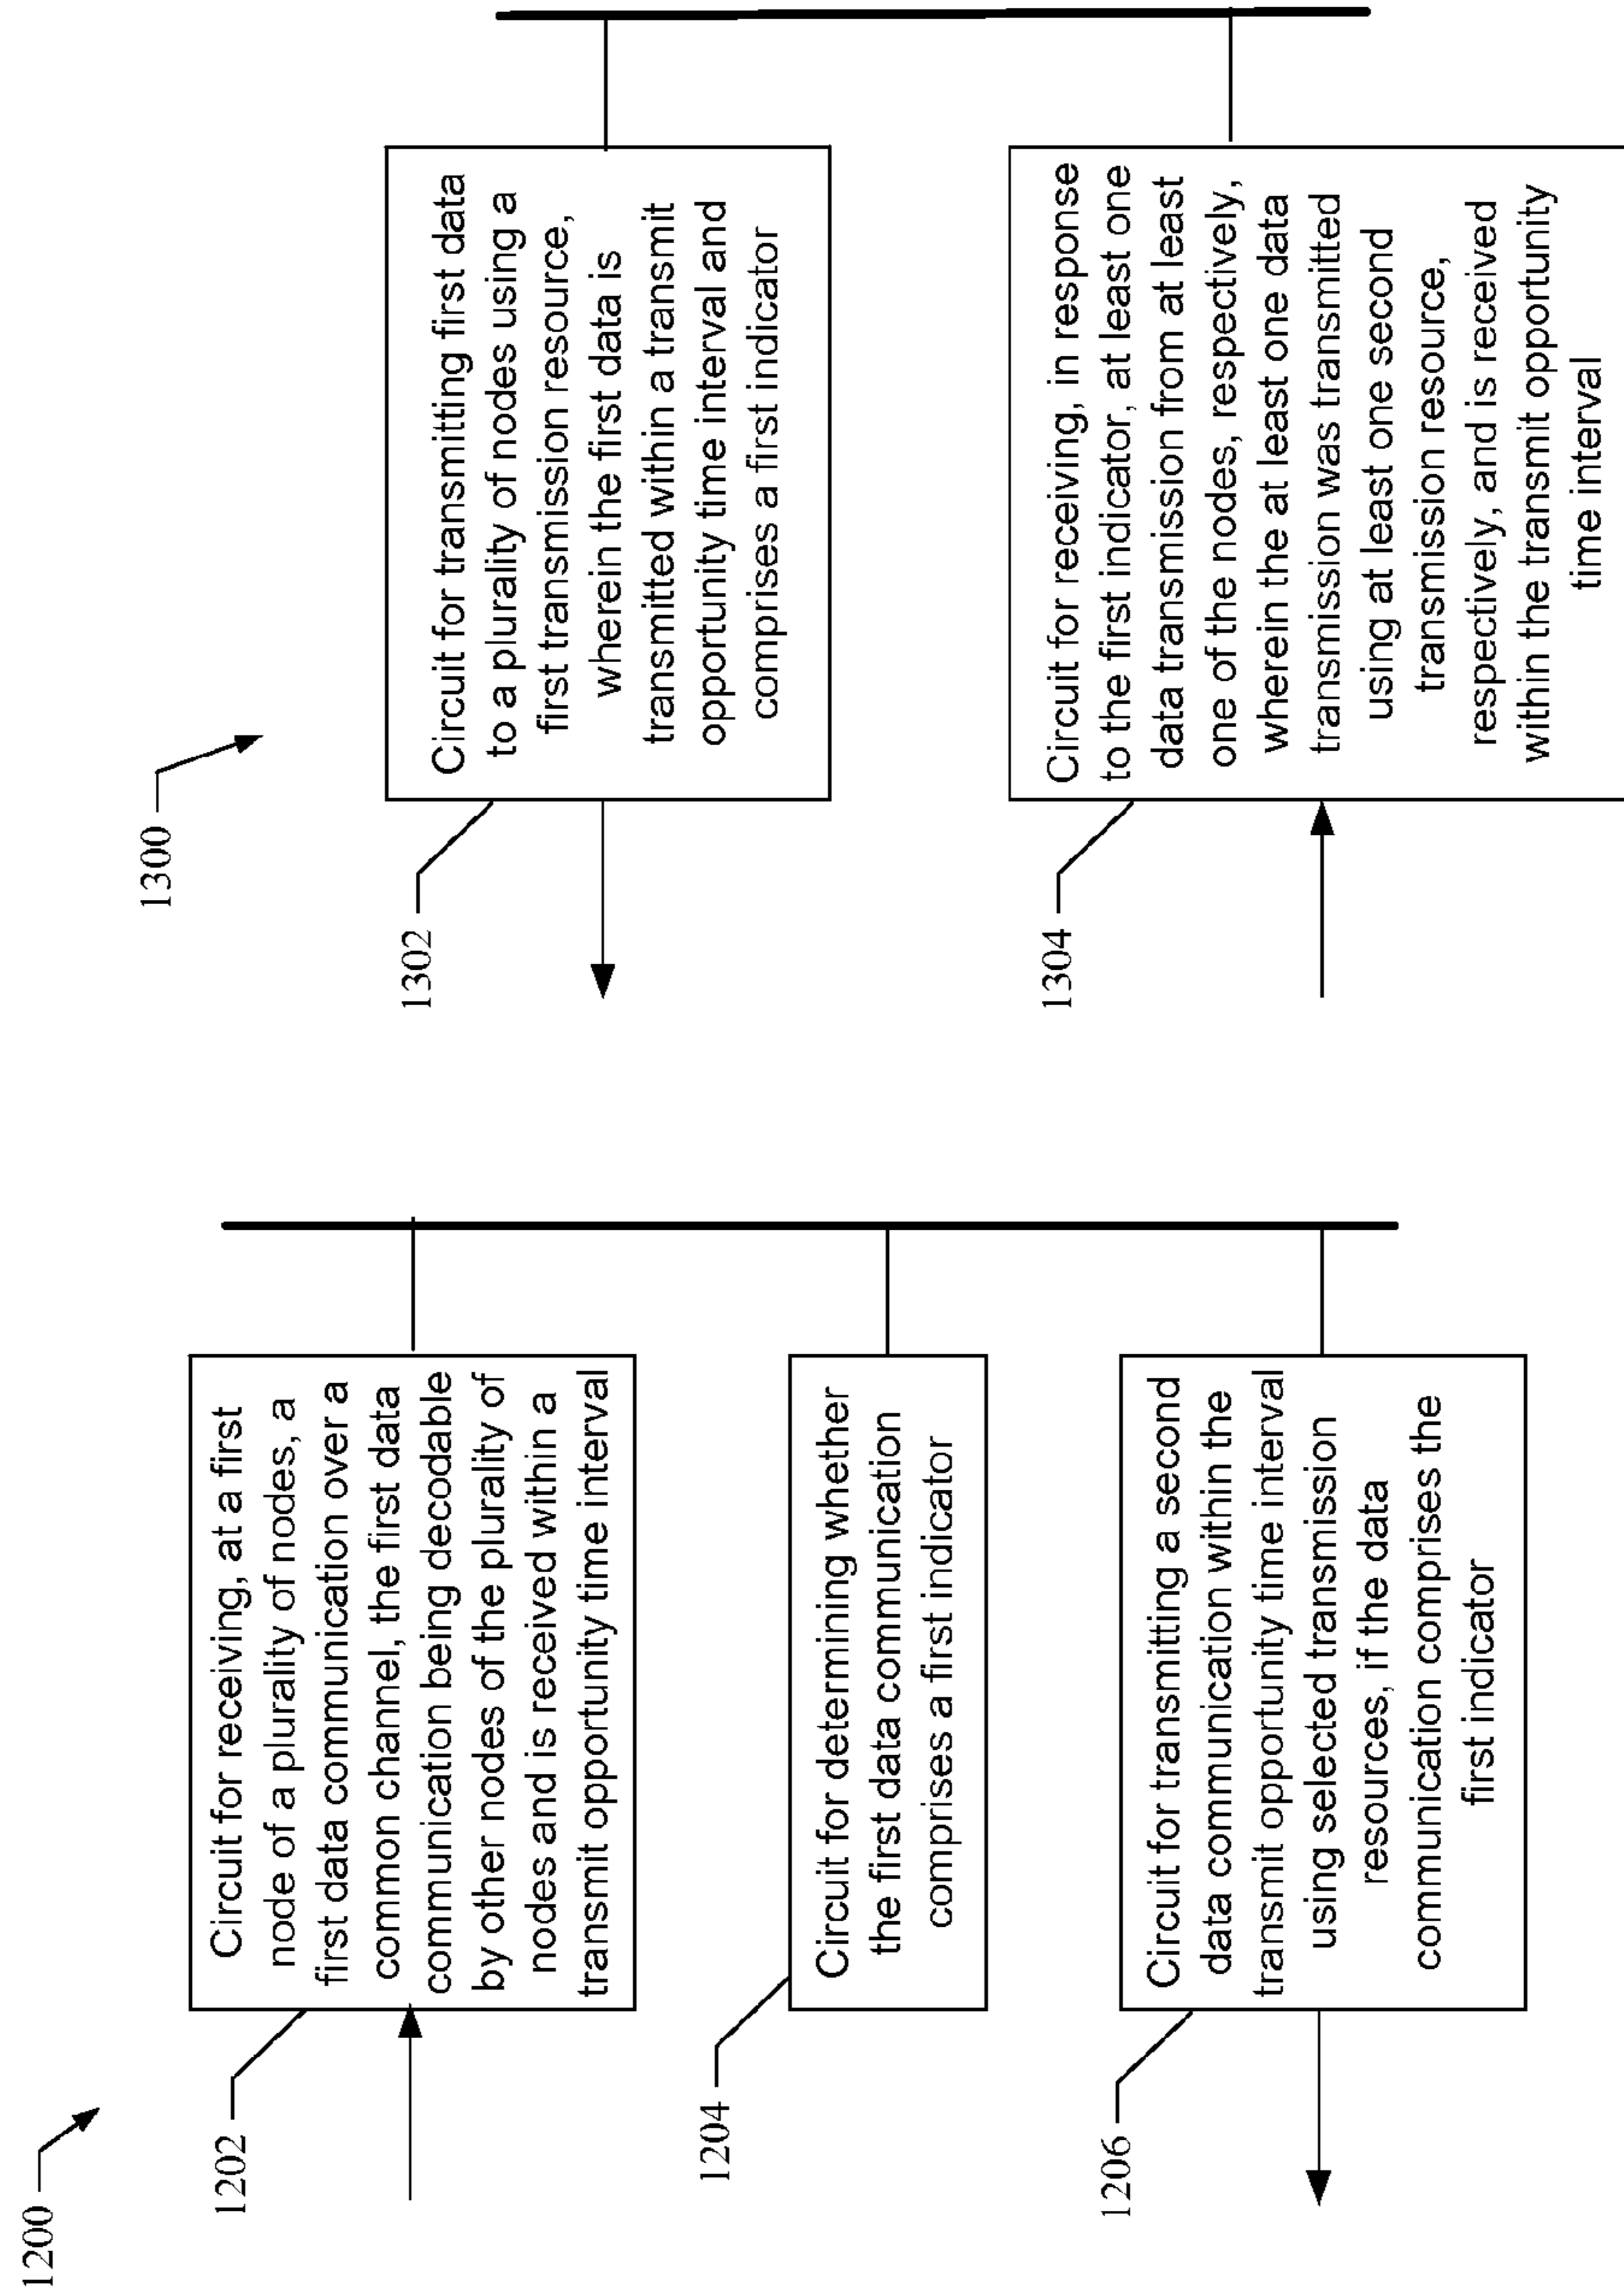 1200
1202
Circuit for receiving, at a first
node of a plurality of nodes, a
first data communication over a
common channel, the first data
communication being decodable
by other nodes of the plurality of
nodes and is received within a
transmit opportunity time interval
1204
Circuit for determining whether
the first data communication
comprises a first indicator
1206
Circuit for transmitting a second
data communication within the
transmit opportunity time interval
using selected transmission
resources, if the data
communication comprises the
first indicator
1300
1302
Circuit for transmitting first data
to a plurality of nodes using a
first transmission resource,
wherein the first data is
transmitted within a transmit
opportunity time interval and
comprises a first indicator
1304
Circuit for receiving, in response
to the first indicator, at least one
data transmission from at least
one of the nodes, respectively,
wherein the at least one data
transmission was transmitted
using at least one second
transmission resource,
respectively, and is received
within the transmit opportunity
time interval